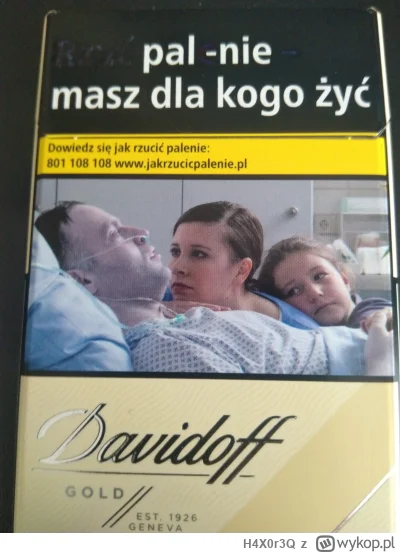 pal -nie -
masz dla kogo żyć
Dowiedz się jak rzucić palenie:
801 108 108 www.jakrzucicpalenie.pl
Davidoff
GOLD
EST. 1926
GENEVA
H4X0r3Q z wykop.pl